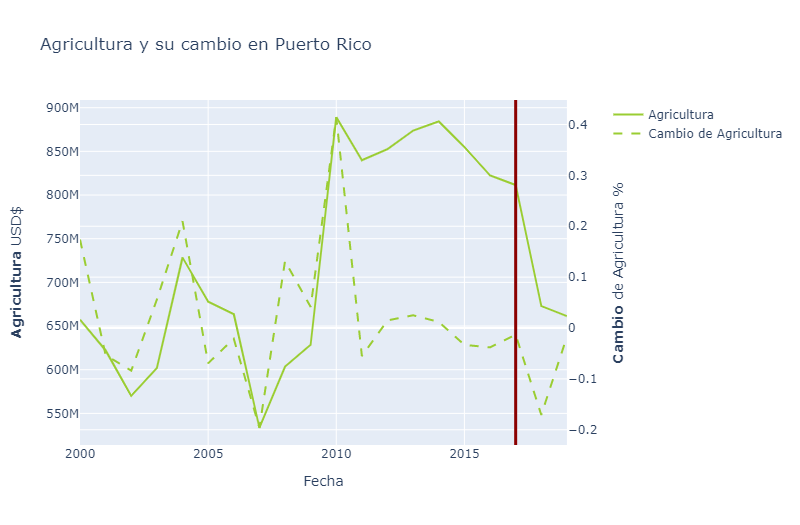 Agricultura y su cambio en Puerto Rico
900M
850M
800M
750M
700M
650M
600M
550M
Agricultura USD$
0.4
0.3
0.2
0.1
0
−0.1
−0.2
Cambio de Agricultura %
2000
2005
2010
2015
Fecha
Agricultura
Cambio de Agricultura